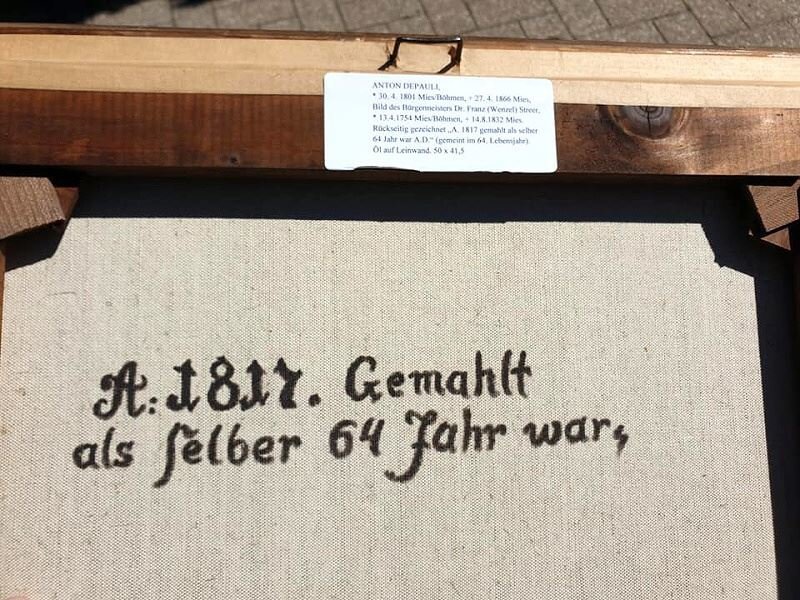 ANTON DEPAULI,
* 30. 4. 1801 Mies/Böhmen, + 27. 4. 1866 Mies,
Bild des Bürgermeisters Dr. Franz (Wenzel) Streer,
* 13.4.1754 Mies/Böhmen, + 14.8.1832 Mies.
Rückseitig gezeichnet „A. 1817 gemahlt als selber
64 Jahr war A.D.“ (gemeint im 64. Lebensjahr).
Öl auf Leinwand. 50 x 41,5
A: 1817. Gemahlt
als ſelber 64 Jahr war,